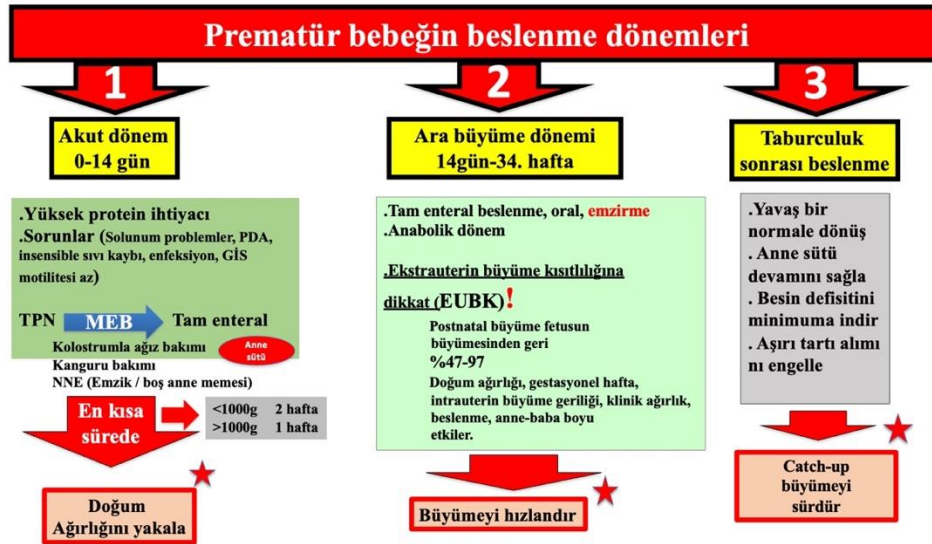 Prematür bebeğin beslenme dönemleri
1
Akut dönem
0-14 gün
.Yüksek protein ihtiyacı
.Sorunlar (Solunum problemler, PDA,
insensible sıvı kaybı, enfeksiyon, GİS
motilitesi az)
TPN MEB Tam enteral
Kolostrumla ağız bakımı
Anne
sütü
Kanguru bakımı
NNE (Emzik / boş anne memesi)
En kısa
sürede
<1000g 2 hafta
>1000g 1 hafta
Doğum
Ağırlığını yakala
2
Ara büyüme dönemi
14gün-34. hafta
.Tam enteral beslenme, oral, emzirme
.Anabolik dönem
.Ekstrauterin büyüme kısıtlılığına
dikkat (EUBK)!
Postnatal büyüme fetusun
büyümesinden geri
%47-97
Doğum ağırlığı, gestasyonel hafta,
intrauterin büyüme geriliği, klinik ağırlık,
beslenme, anne-baba boyu
etkiler.
Büyümeyi hızlandır
3
Taburculuk
sonrası beslenme
.Yavaş bir
normale dönüş
. Anne sütü
devamını sağla
. Besin defisitini
minimuma indir
. Aşırı tartı alımı
nı engelle
Catch-up
büyümeyi
sürdür